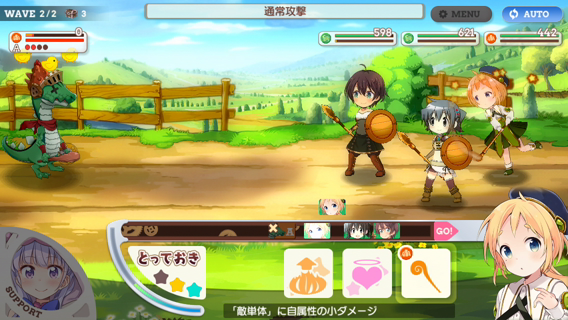 WAVE 2/2
3
通常攻撃
MENU
AUTO
0
598
621
442
A
GO!
とっておき
SUPPORT
「敵単体」に自属性の小ダメージ